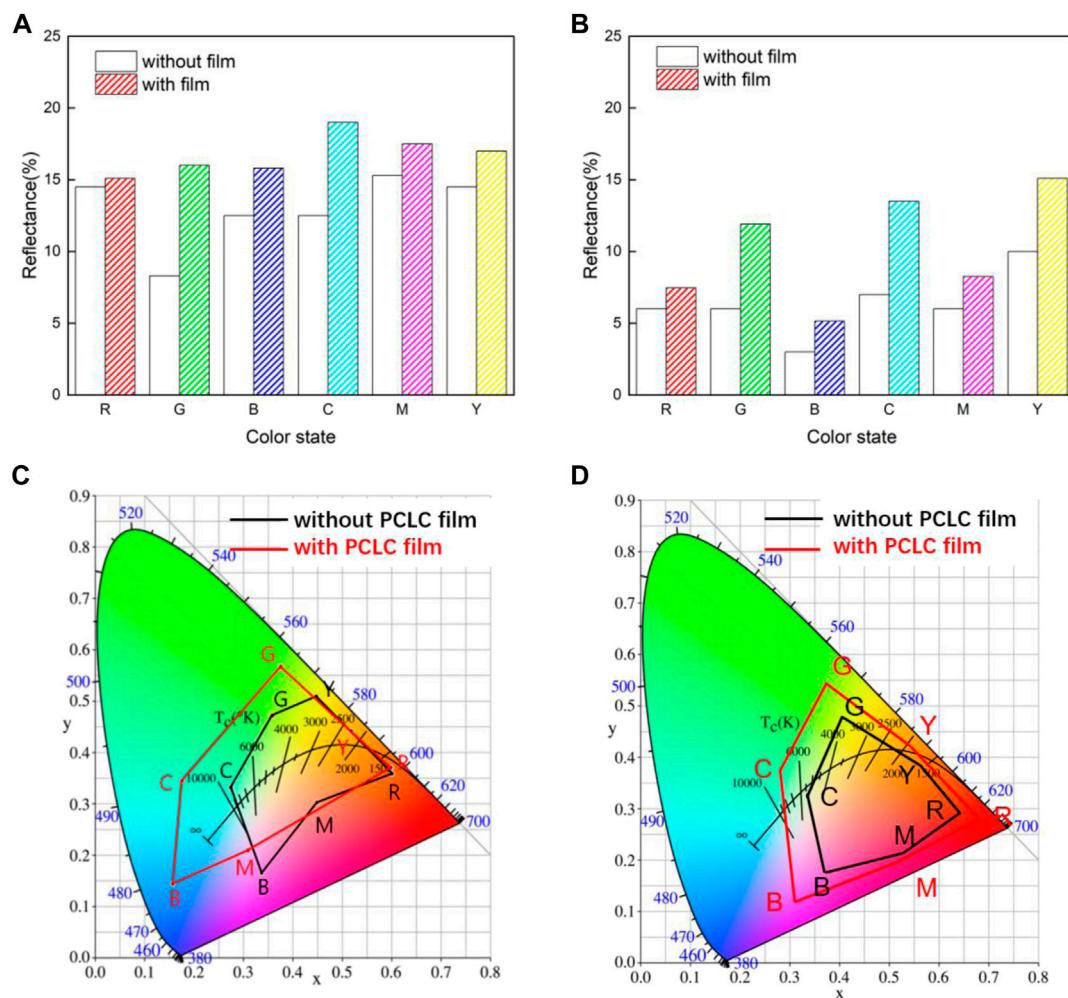 A
25
20
15
10
5
0
Reflectance(%)
without film
with film
R G B C M Y
Color state
B
25
20
15
10
5
0
Reflectance(%)
without film
with film
R G B C M Y
Color state
C
0.9
0.8
0.7
0.6
0.5
y
0.4
0.3
0.2
0.1
0.0
0.0 0.1 0.2 0.3 0.4 0.5 0.6 0.7 0.8
x
without PCLC film
with PCLC film
520
540
560
580
600
620
700
500
490
480
470
460
380
G
G
Y
Tc(°K)
10000
6000
4000
3000
2500
2000
150
∞
Y
R
R
C
C
M
M
B
B
D
0.9
0.8
0.7
0.6
0.5
y
0.4
0.3
0.2
0.1
0.0
0.0 0.1 0.2 0.3 0.4 0.5 0.6 0.7 0.8
x
without PCLC film
with PCLC film
520
540
560
580
600
620
700
500
490
480
470
460
380
G
G
Y
Tc(K)
10000
6000
4000
3000
2500
2000
1500
∞
Y
C
C
R
R
M
M
B
B